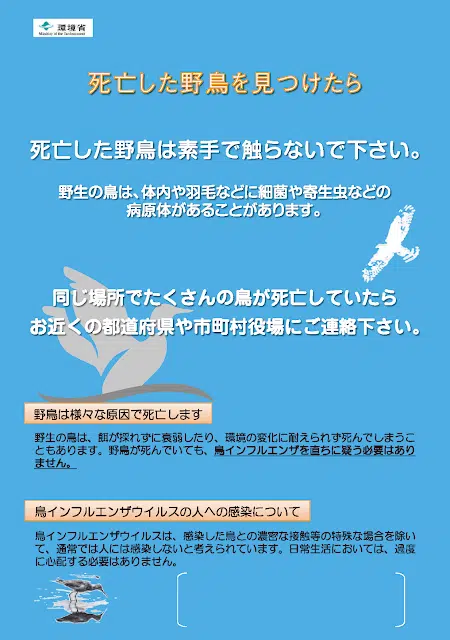 環境省
Ministry of the Environment
死亡した野鳥を見つけたら
死亡した野鳥は素手で触らないで下さい。
野生の鳥は、体内や羽毛などに細菌や寄生虫などの
病原体があることがあります。
同じ場所でたくさんの鳥が死亡していたら
お近くの都道府県や市町村役場にご連絡下さい。
野鳥は様々な原因で死亡します
野生の鳥は、餌が採れずに衰弱したり、環境の変化に耐えられず死んでしまうこ
ともあります。野鳥が死んでいても、鳥インフルエンザを直ちに疑う必要はあり
ません。
鳥インフルエンザウイルスの人への感染について
鳥インフルエンザウイルスは、感染した鳥との濃密な接触等の特殊な場合を除い
て、通常では人には感染しないと考えられています。日常生活においては、過度
に心配する必要はありません。